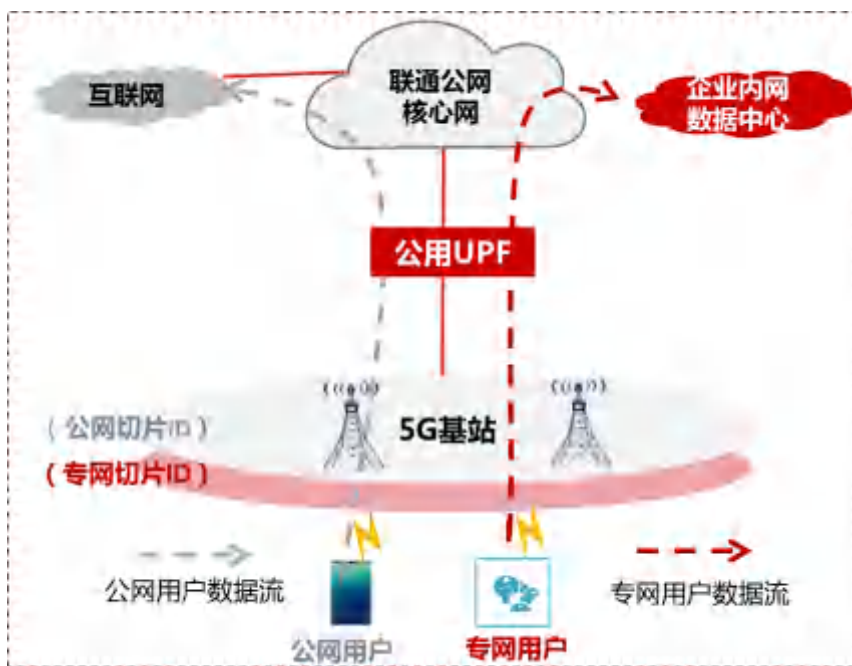 互联网
联通公网
核心网
企业内网
数据中心
公用UPF
（公网切片ID）
5G基站
（专网切片ID）
公网用户数据流
专网用户数据流
公网用户
专网用户